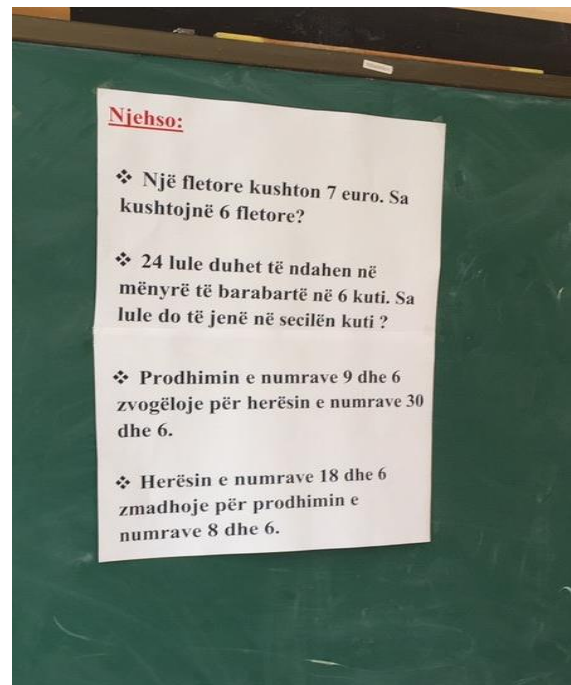 Njehso:
❖ Një fletore kushton 7 euro. Sa
kushtojnë 6 fletore?
❖ 24 lule duhet të ndahen në
mënyrë të barabartë në 6 kuti. Sa
lule do të jenë në secilën kuti ?
❖ Prodhimin e numrave 9 dhe 6
zvogëloje për herësin e numrave 30
dhe 6.
❖ Herësin e numrave 18 dhe 6
zmadhoje për prodhimin e
numrave 8 dhe 6.